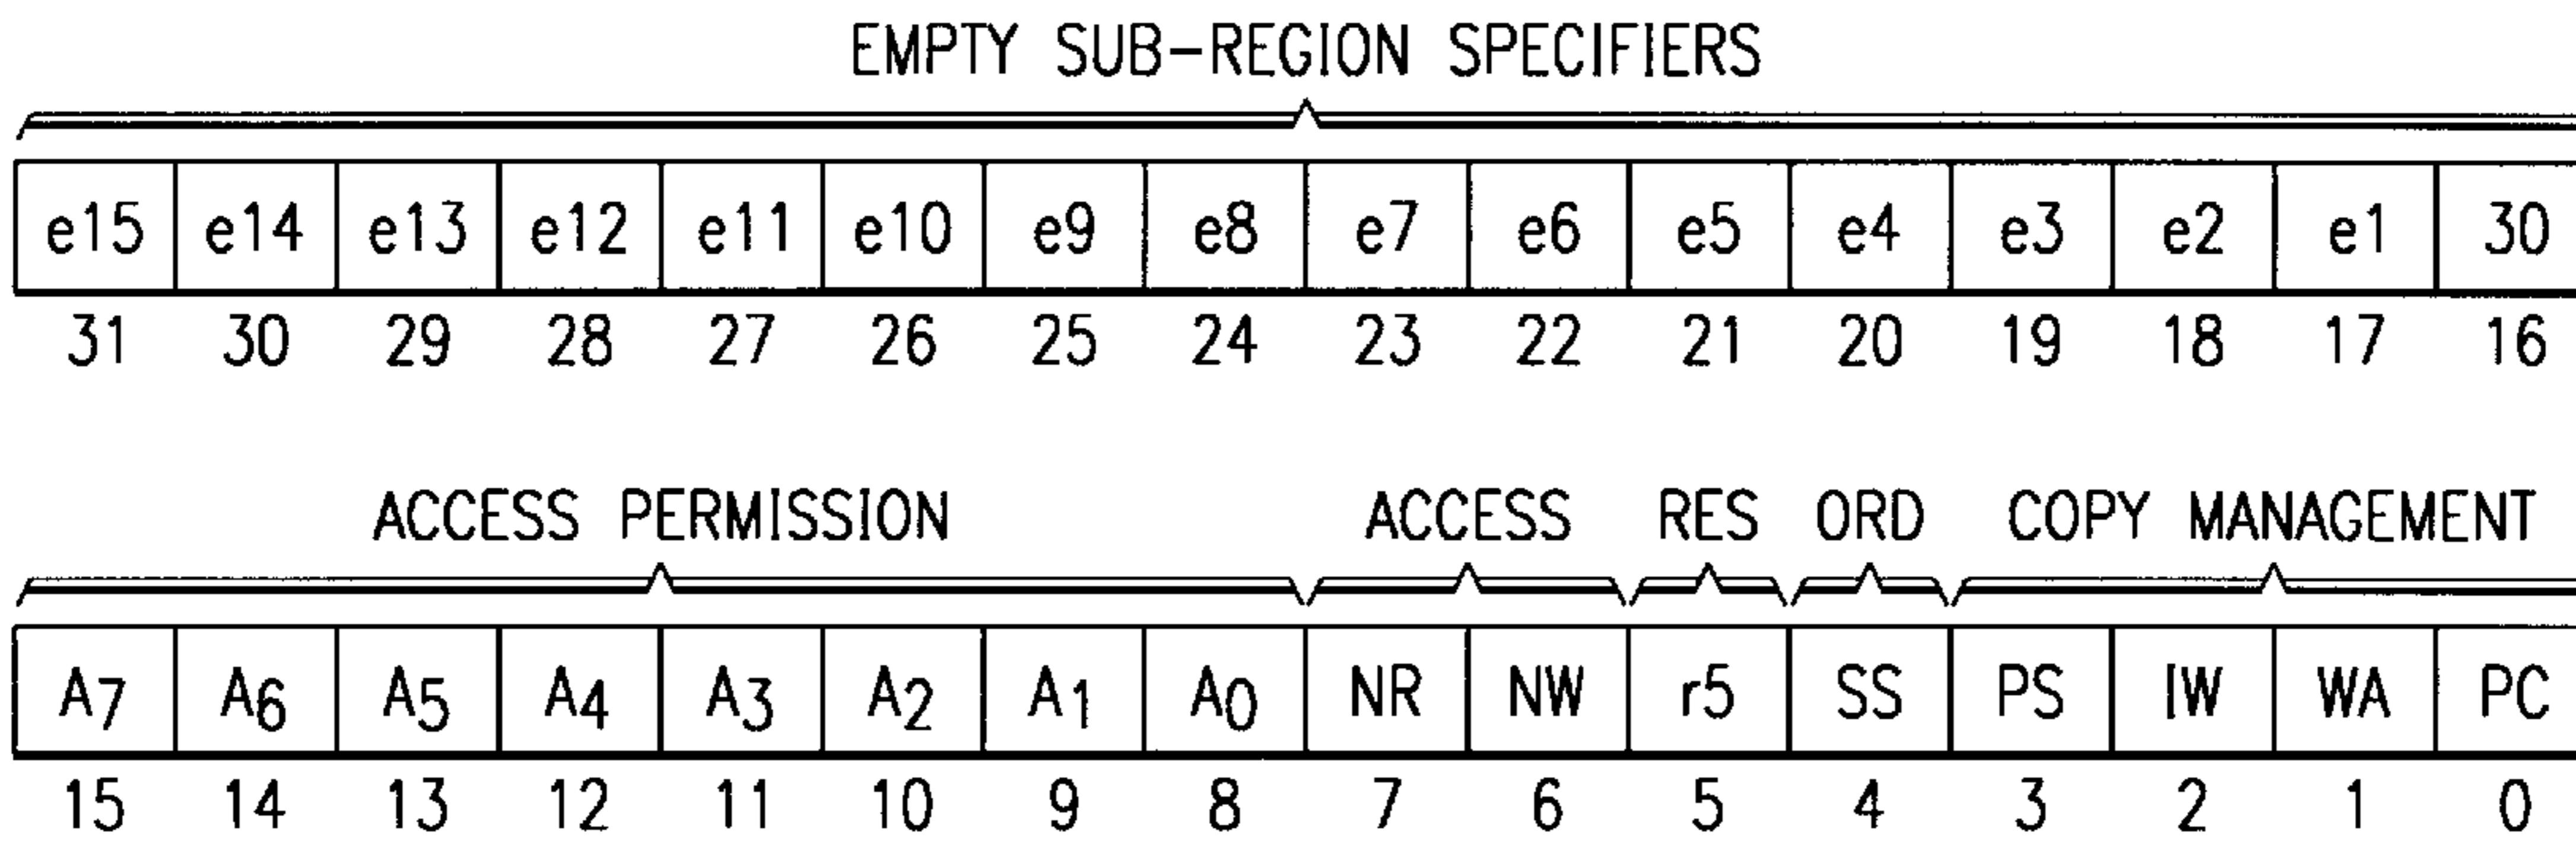 EMPTY SUB-REGION SPECIFIERS
e15 e14 e13 e12 e11 e10 e9 e8 e7 e6 e5 e4 e3 e2 e1 30
31 30 29 28 27 26 25 24 23 22 21 20 19 18 17 16
ACCESS PERMISSION ACCESS RES ORD COPY MANAGEMENT
A7 A6 A5 A4 A3 A2 A1 A0 NR NW r5 SS PS IW WA PC
15 14 13 12 11 10 9 8 7 6 5 4 3 2 1 0